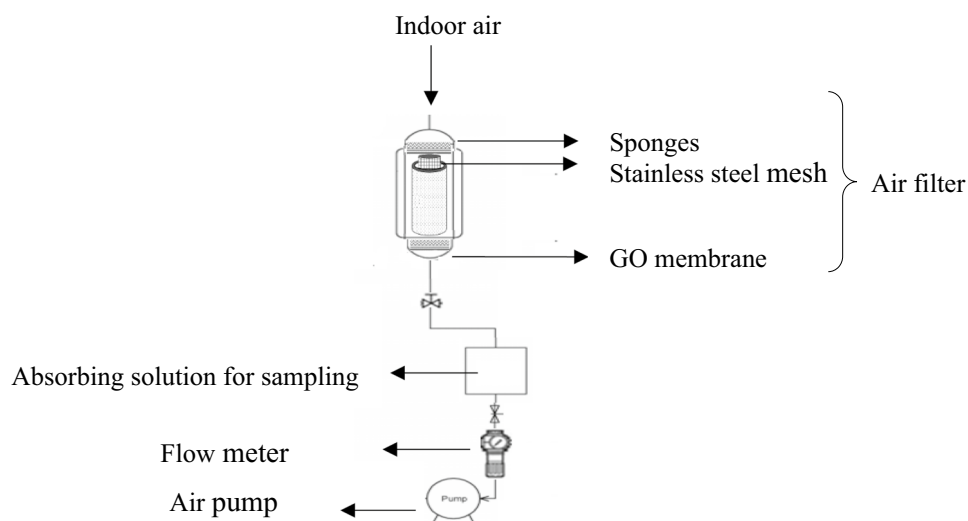 Indoor air
Sponges
Stainless steel mesh
Air filter
GO membrane
Absorbing solution for sampling
Flow meter
Air pump
Pump